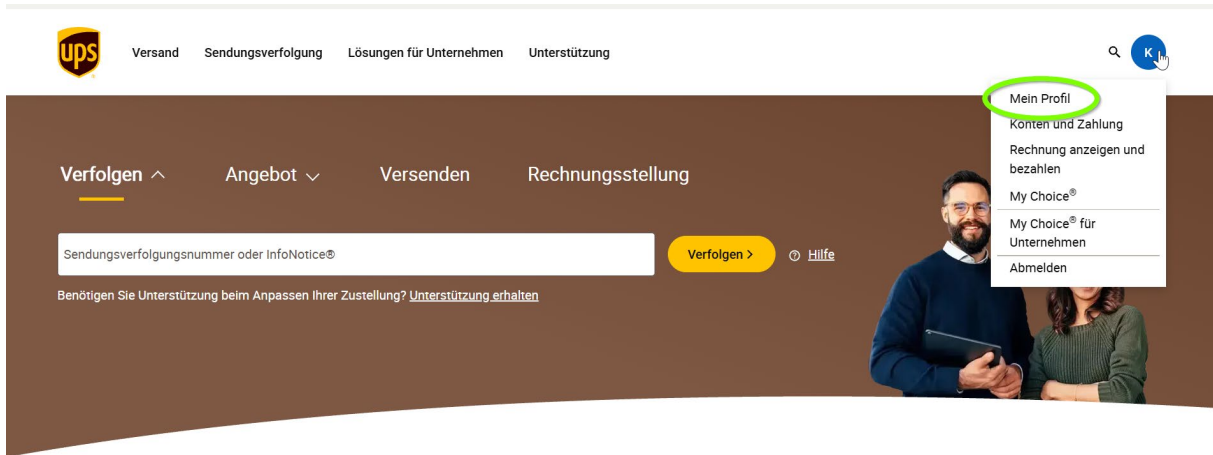 ups
Versand Sendungsverfolgung Lösungen für Unternehmen Unterstützung
K
Mein Profil
Konten und Zahlung
Rechnung anzeigen und
bezahlen
My Choice®
My Choice® für
Unternehmen
Abmelden
Verfolgen Angebot Versenden Rechnungsstellung
Sendungsverfolgungsnummer oder InfoNotice®
Verfolgen >
? Hilfe
Benötigen Sie Unterstützung beim Anpassen Ihrer Zustellung? Unterstützung erhalten